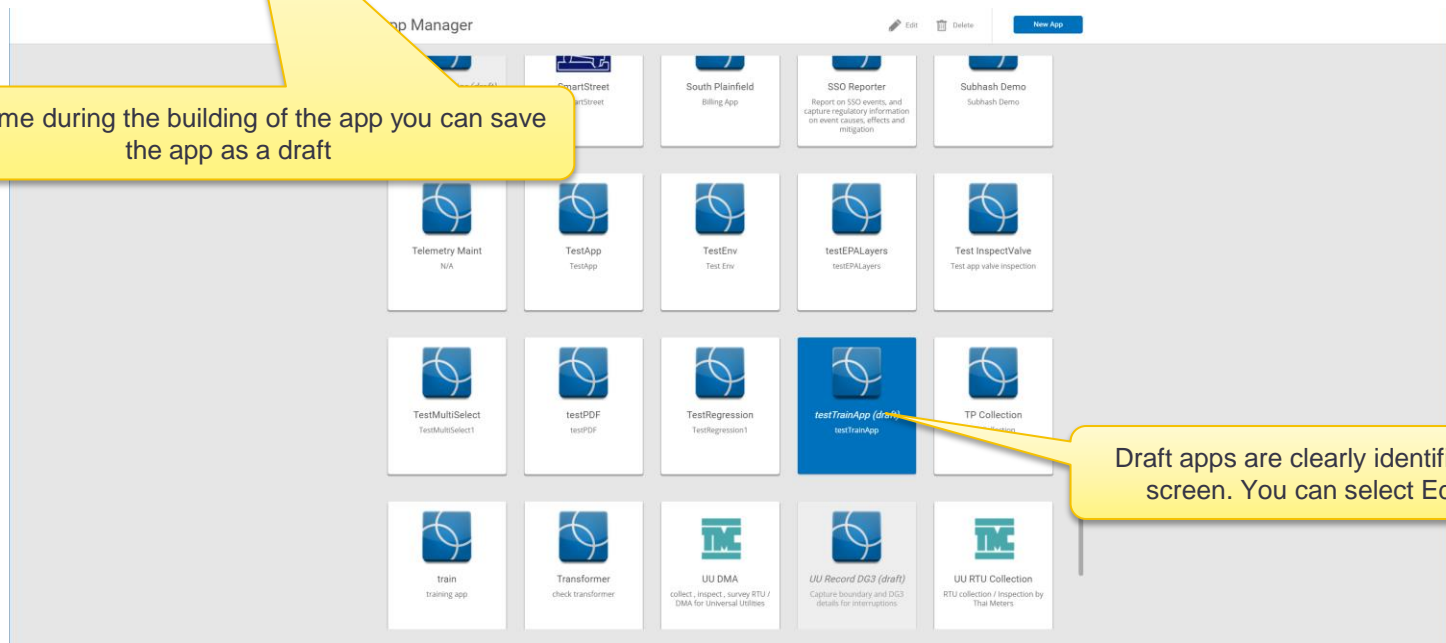 pp Manager
Edit
Delete
New App
me during the building of the app you can save
the app as a draft
(draft)
SmartStreet
artStreet
South Plainfield
Billing App
SSO Reporter
Report on SSO events, and
capture regulatory information
on event causes, effects and
mitigation
Subhash Demo
Subhash Demo
Telemetry Maint
N/A
TestApp
TestApp
TestEnv
Test Env
testEPALayers
testEPALayers
Test InspectValve
Test app valve inspection
TestMultiSelect
TestMultiSelect1
testPDF
testPDF
TestRegression
TestRegression1
testTrainApp (draft)
testTrainApp
TP Collection
Draft apps are clearly identif
screen. You can select Ed
train
training app
Transformer
check transformer
TMC
UU DMA
collect , inspect , survey RTU /
DMA for Universal Utilities
UU Record DG3 (draft)
Capture boundary and DG3
details for interruptions
TMC
UU RTU Collection
RTU collection / Inspection by
Thai Meters